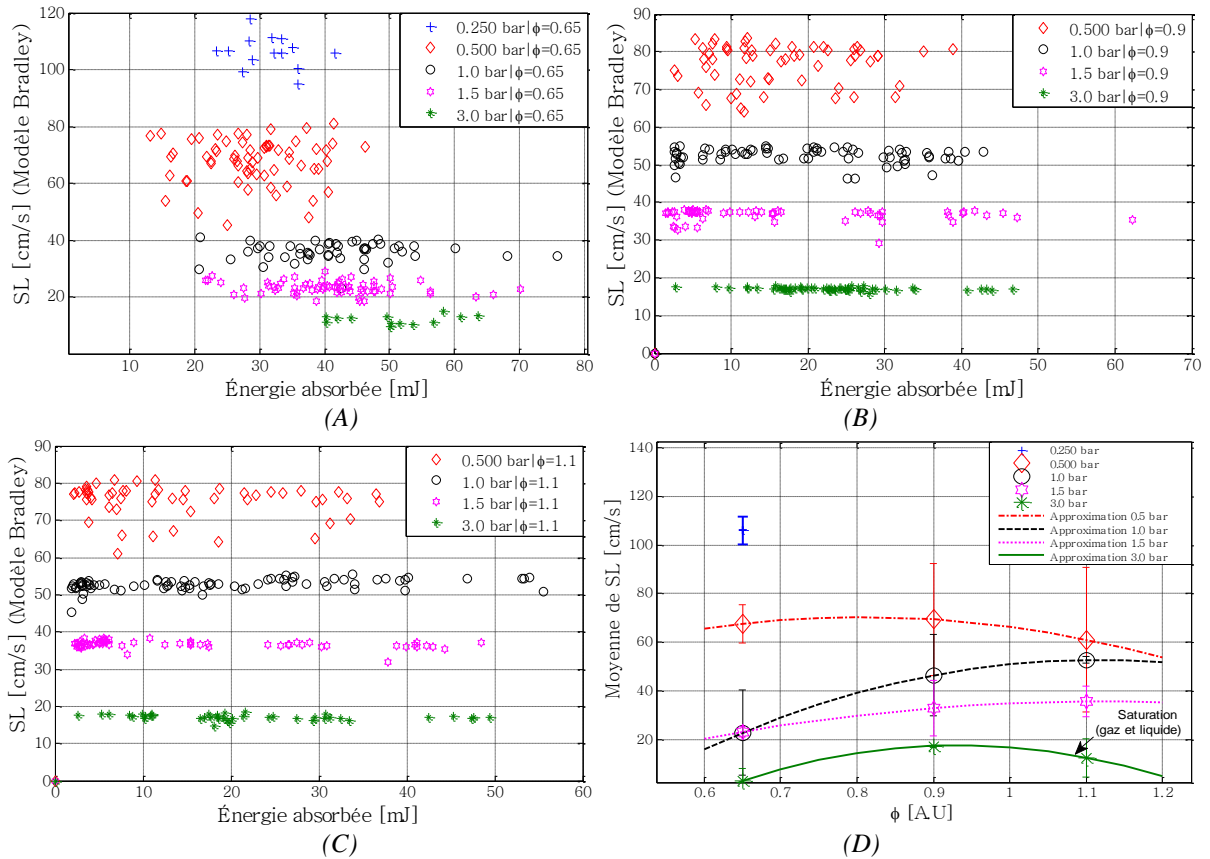 120
100
80
60
40
20
10 20 30 40 50 60 70 80
SL [cm/s] (Modèle Bradley)
Énergie absorbée [mJ]
0.250 bar|ϕ=0.65
0.500 bar|ϕ=0.65
1.0 bar|ϕ=0.65
1.5 bar|ϕ=0.65
3.0 bar|ϕ=0.65
(A)
90
80
70
60
50
40
30
20
10
0
0 10 20 30 40 50 60 70
SL [cm/s] (Modèle Bradley)
Énergie absorbée [mJ]
0.500 bar|ϕ=0.9
1.0 bar|ϕ=0.9
1.5 bar|ϕ=0.9
3.0 bar|ϕ=0.9
(B)
90
80
70
60
50
40
30
20
10
0
0 10 20 30 40 50 60
SL [cm/s] (Modèle Bradley)
Énergie absorbée [mJ]
0.500 bar|ϕ=1.1
1.0 bar|ϕ=1.1
1.5 bar|ϕ=1.1
3.0 bar|ϕ=1.1
(C)
140
120
100
80
60
40
20
0.6 0.7 0.8 0.9 1 1.1 1.2
Moyenne de SL [cm/s]
ϕ [A.U]
0.250 bar
0.500 bar
1.0 bar
1.5 bar
3.0 bar
Approximation 0.5 bar
Approximation 1.0 bar
Approximation 1.5 bar
Approximation 3.0 bar
Saturation
(gaz et liquide)
(D)